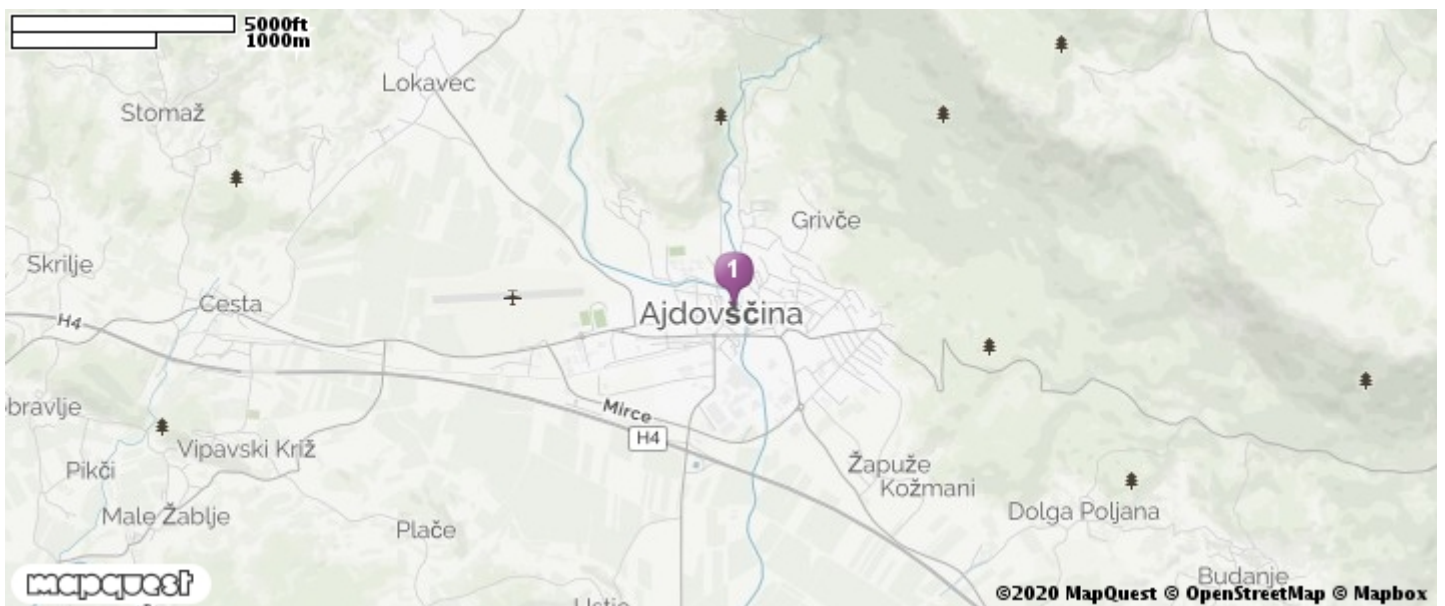 5000ft
1000m
Lokavec
Stomaž
Grivče
Skrilje
1
Cesta
H4
Ajdovščina
bravlje
Mirce
H4
Vipavski Križ
Pikči
Žapuže
Kožmani
Male Žablje
Plače
Dolga Poljana
mapquest
Budanje
©2020 MapQuest © OpenStreetMap © Mapbox